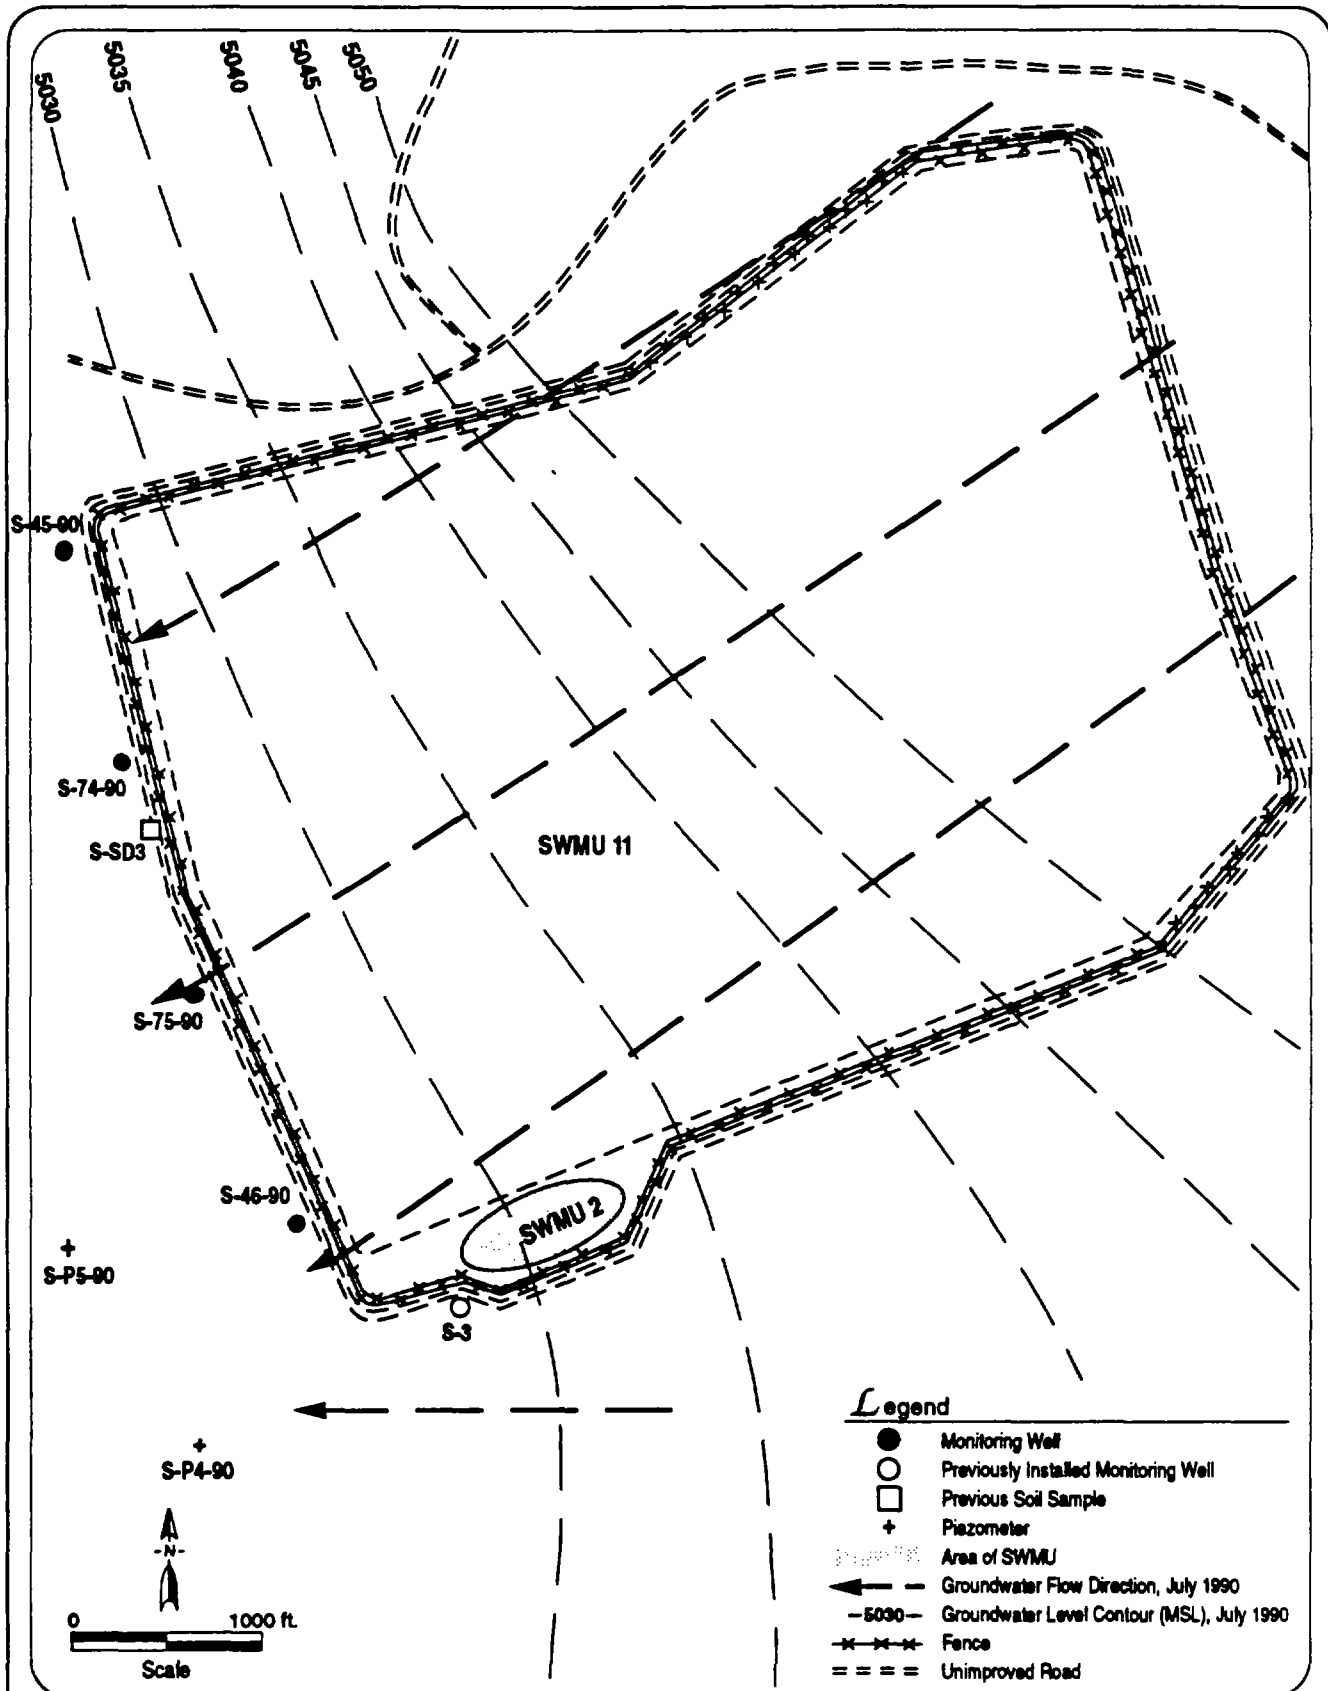 5030
5035
5040
5045
5050
S-45-90
S-74-90
S-SD3
SWMU 11
S-75-90
S-46-90
SWMU 2
S-P5-90
S-3
S-P4-90
-N-
0 1000 ft.
Scale
Legend
Monitoring Well
Previously Installed Monitoring Well
Previous Soil Sample
Piezometer
Area of SWMU
Groundwater Flow Direction, July 1990
-5030- Groundwater Level Contour (MSL), July 1990
Fence
Unimproved Road